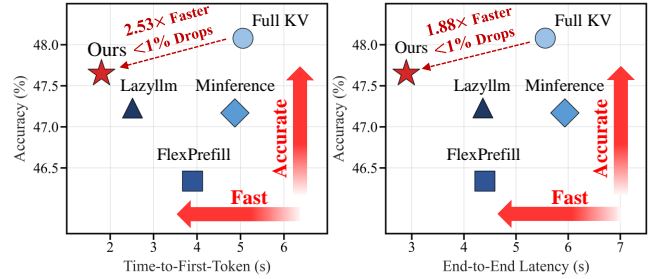 2.53× Faster
<1% Drops
Full KV
Ours
Lazyllm
Minference
FlexPrefill
Accurate
Fast
48.0
47.5
47.0
46.5
Accuracy (%)
2
3
4
5
6
Time-to-First-Token (s)
1.88× Faster
<1% Drops
Full KV
Ours
Lazyllm
Minference
FlexPrefill
Accurate
Fast
48.0
47.5
47.0
46.5
Accuracy (%)
3
4
5
6
7
End-to-End Latency (s)